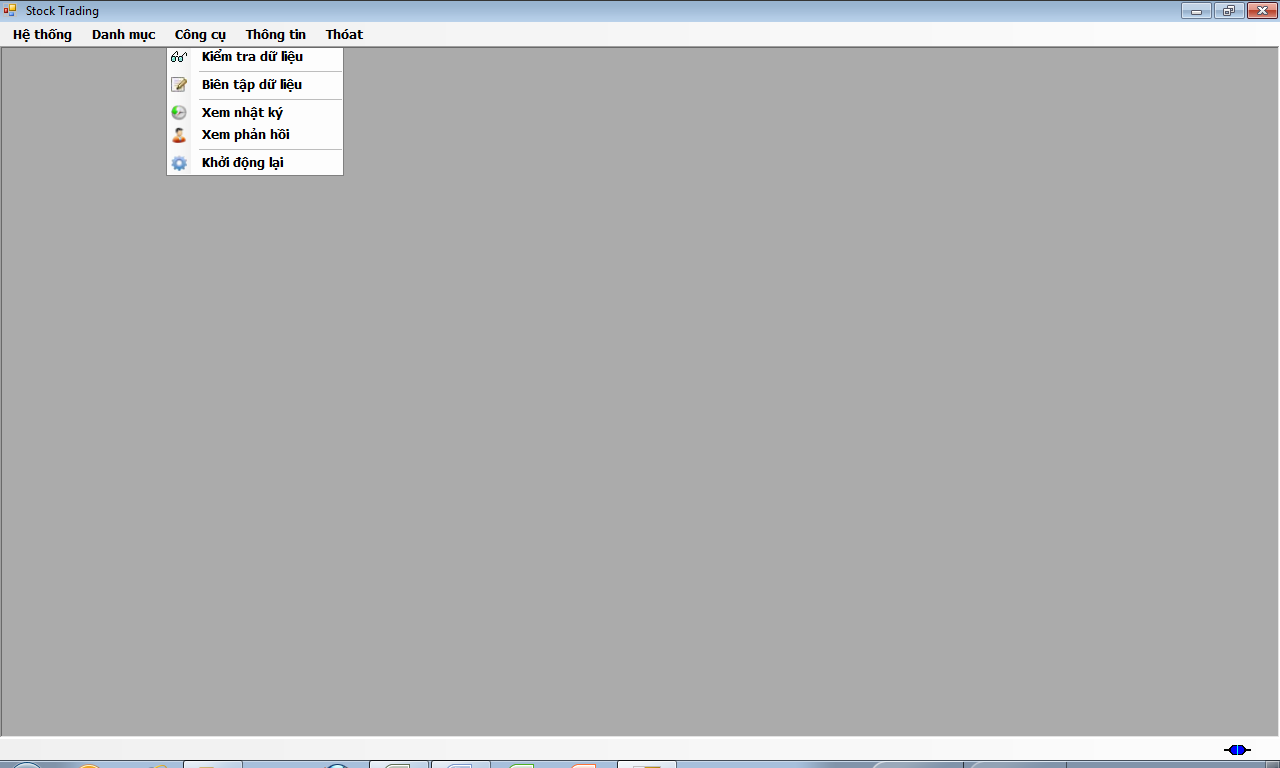 Stock Trading
Hệ thống Danh mục Công cụ Thông tin Thóat
Kiểm tra dữ liệu
Biên tập dữ liệu
Xem nhật ký
Xem phản hồi
Khởi động lại